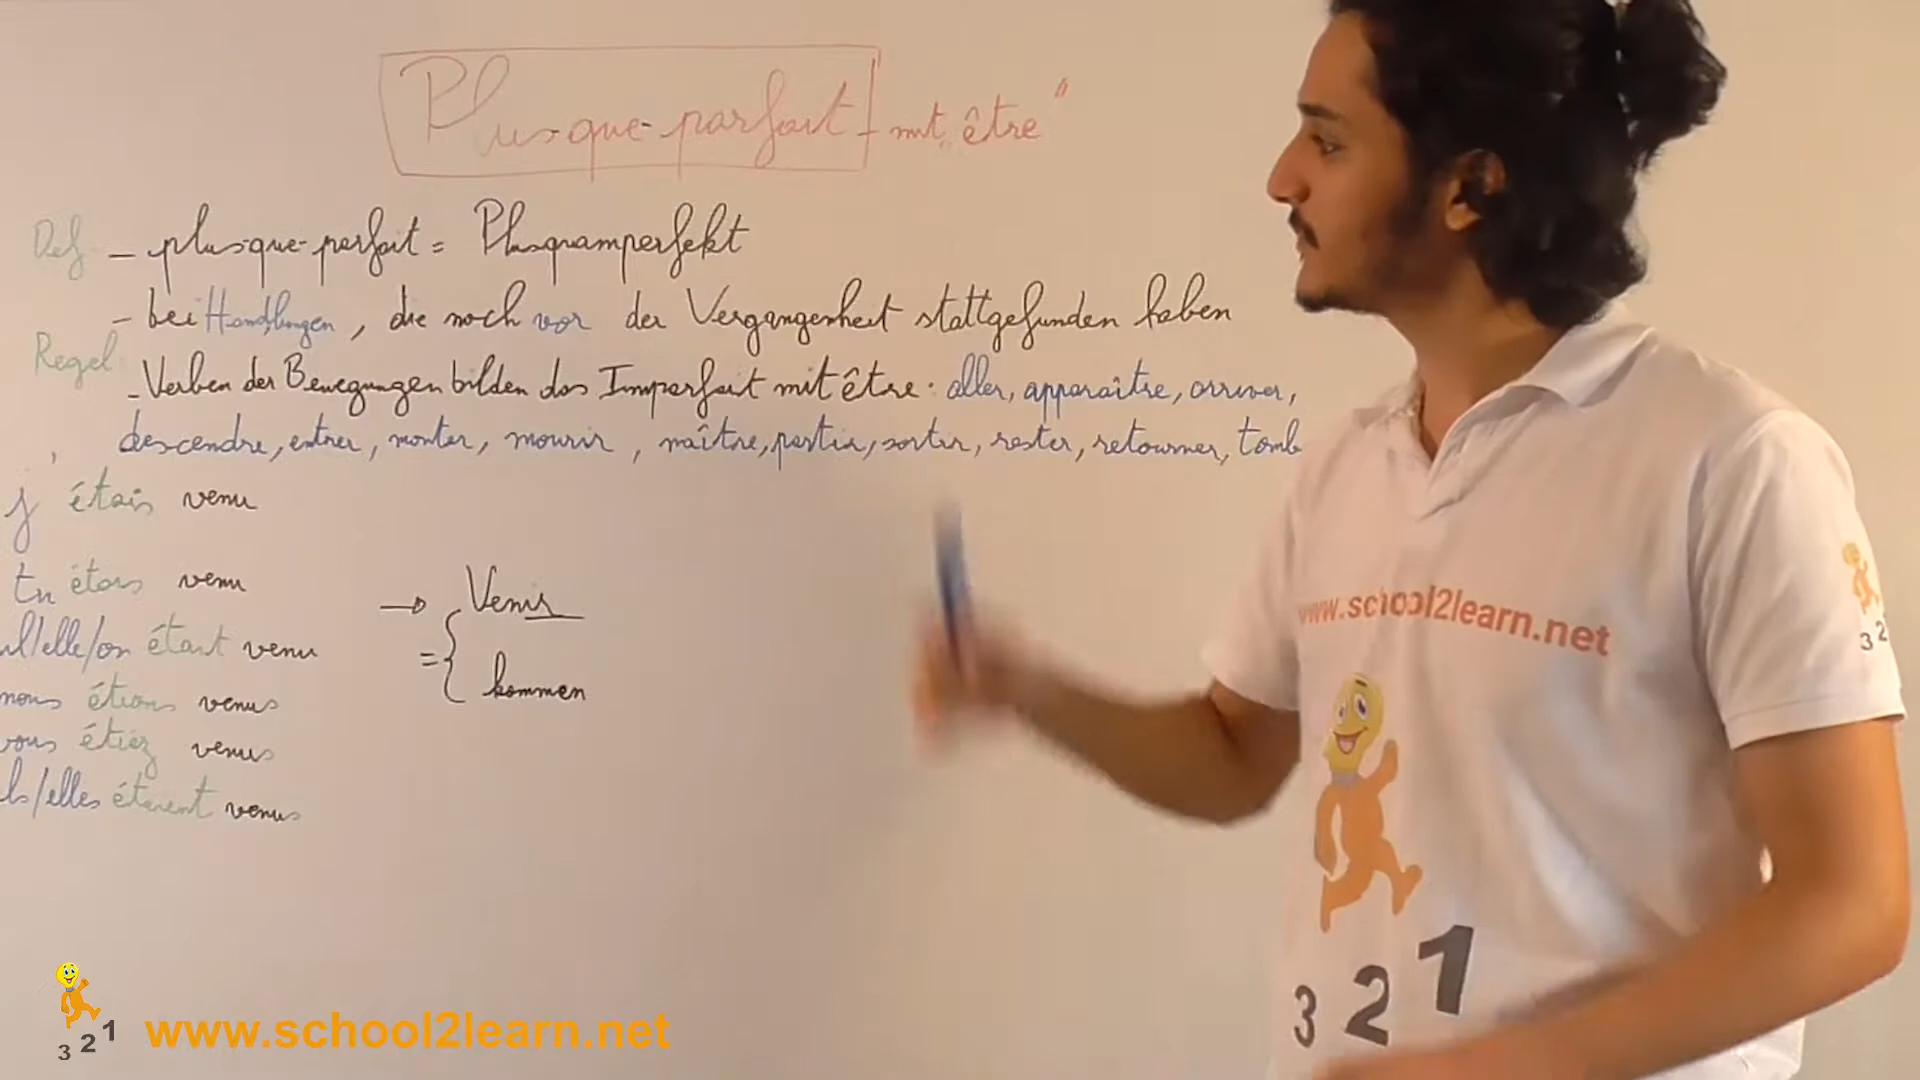 Plus-que-parfait - mit „être“
Def - plus-que-parfait = Plusquamperfekt
- bei Handlungen, die noch vor der Vergangenheit stattgefunden haben
Regel
- Verben der Bewegungen bilden das Imparfait mit être: aller, apparaître, arriver,
descendre, entrer, monter, mourir, naître, partir, sortir, rester, retourner, tomb
j' étais venu
tu étais venu
il/elle/on était venu
nous étions venus
vous étiez venus
ils/elles étaient venus
→ Venir
= { kommen
www.school2learn.net
3 2
3 2 1
3 2 1
www.school2learn.net